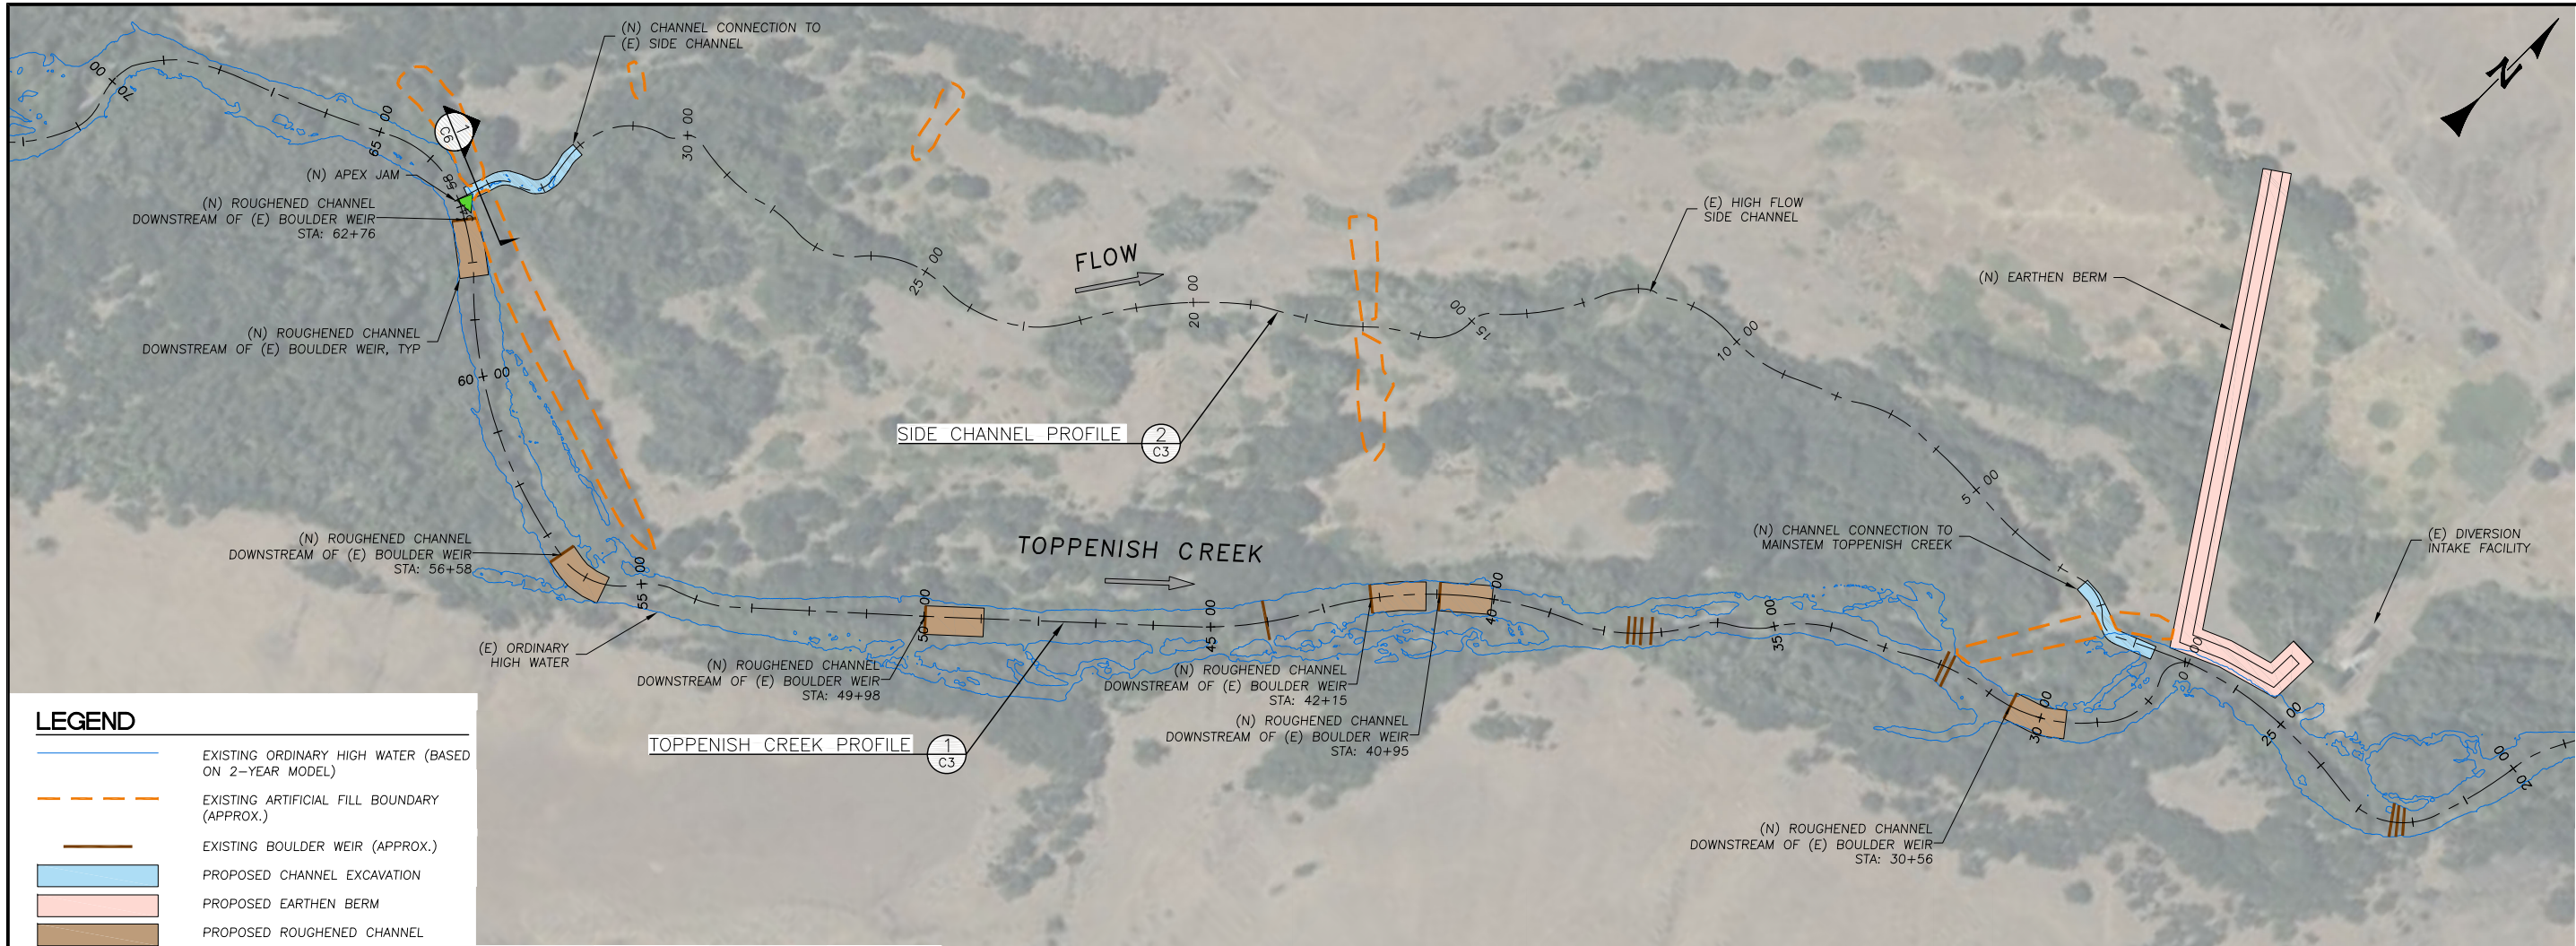 (N) CHANNEL CONNECTION TO
(E) SIDE CHANNEL
N
70+00
65+00
1
C6
30+00
(N) APEX JAM
(N) ROUGHENED CHANNEL
DOWNSTREAM OF (E) BOULDER WEIR
STA: 62+76
(E) HIGH FLOW
SIDE CHANNEL
FLOW
25+00
20+00
15+00
10+00
(N) EARTHEN BERM
(N) ROUGHENED CHANNEL
DOWNSTREAM OF (E) BOULDER WEIR, TYP
60+00
SIDE CHANNEL PROFILE
2
C3
5+00
(N) ROUGHENED CHANNEL
DOWNSTREAM OF (E) BOULDER WEIR
STA: 56+58
TOPPENISH CREEK
(N) CHANNEL CONNECTION TO
MAINSTEM TOPPENISH CREEK
(E) DIVERSION
INTAKE FACILITY
55+00
50+00
45+00
40+00
35+00
0+00
(E) ORDINARY
HIGH WATER
(N) ROUGHENED CHANNEL
DOWNSTREAM OF (E) BOULDER WEIR
STA: 49+98
(N) ROUGHENED CHANNEL
DOWNSTREAM OF (E) BOULDER WEIR
STA: 42+15
(N) ROUGHENED CHANNEL
DOWNSTREAM OF (E) BOULDER WEIR
STA: 40+95
30+00
25+00
20+00
TOPPENISH CREEK PROFILE
1
C3
(N) ROUGHENED CHANNEL
DOWNSTREAM OF (E) BOULDER WEIR
STA: 30+56
LEGEND
EXISTING ORDINARY HIGH WATER (BASED
ON 2-YEAR MODEL)
EXISTING ARTIFICIAL FILL BOUNDARY
(APPROX.)
EXISTING BOULDER WEIR (APPROX.)
PROPOSED CHANNEL EXCAVATION
PROPOSED EARTHEN BERM
PROPOSED ROUGHENED CHANNEL